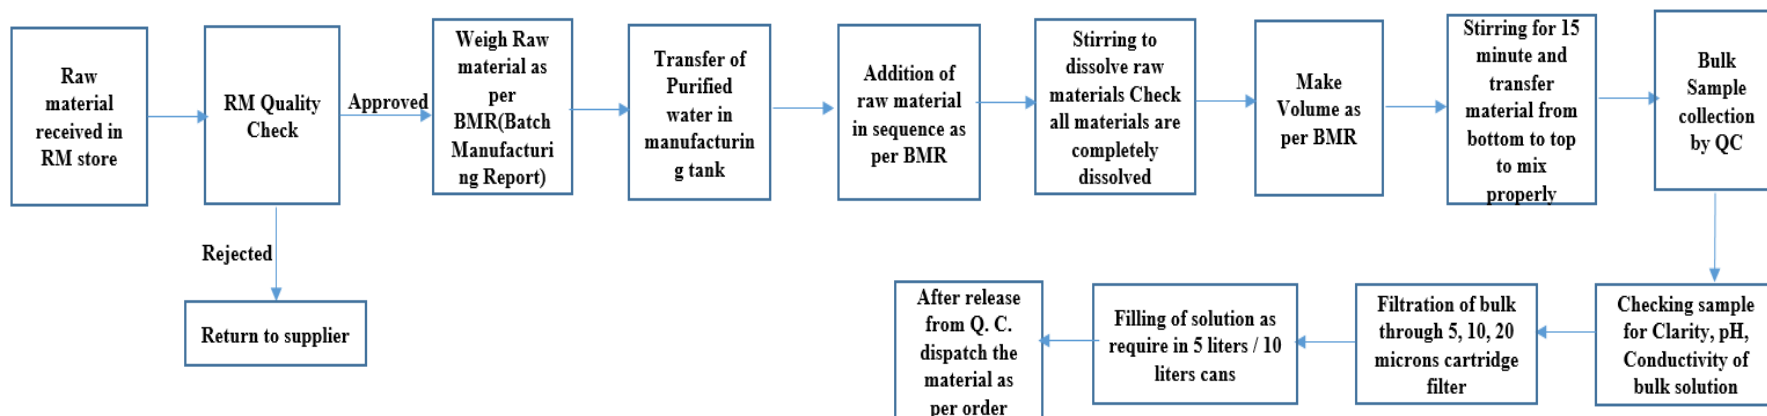 Raw
material
received in
RM store
RM Quality
Check
Approved
Rejected
Return to supplier
Weigh Raw
material as
per
BMR(Batch
Manufacturi
ng Report)
Transfer of
Purified
water in
manufacturin
g tank
Addition of
raw material
in sequence as
per BMR
Stirring to
dissolve raw
materials Check
all materials are
completely
dissolved
Make
Volume as
per BMR
Stirring for 15
minute and
transfer
material from
bottom to top
to mix
properly
Bulk
Sample
collection
by QC
Checking sample
for Clarity, pH,
Conductivity of
bulk solution
Filtration of bulk
through 5, 10, 20
microns cartridge
filter
Filling of solution as
require in 5 liters / 10
liters cans
After release
from Q. C.
dispatch the
material as
per order